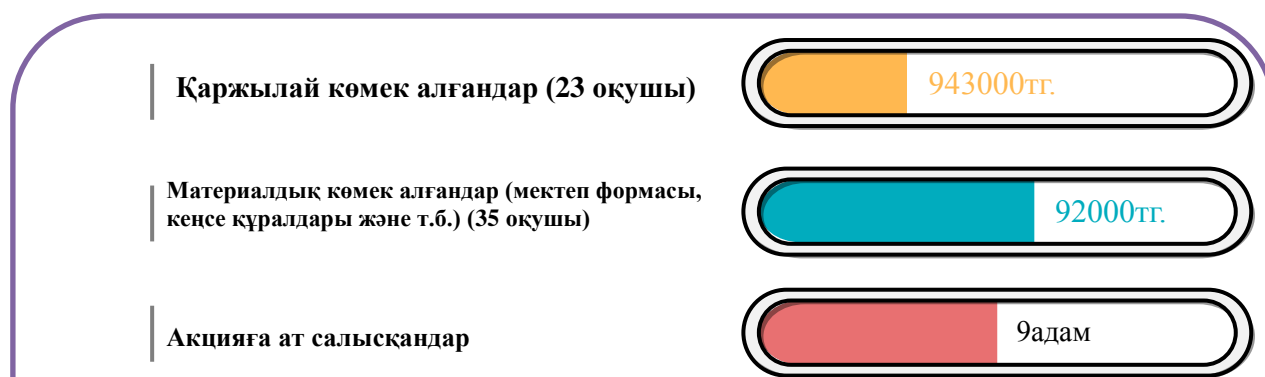 Қаржылай көмек алғандар (23 оқушы)
943000тг.
Материалдық көмек алғандар (мектеп формасы,
кеңсе құралдары және т.б.) (35 оқушы)
92000тг.
Акцияға ат салысқандар
9адам